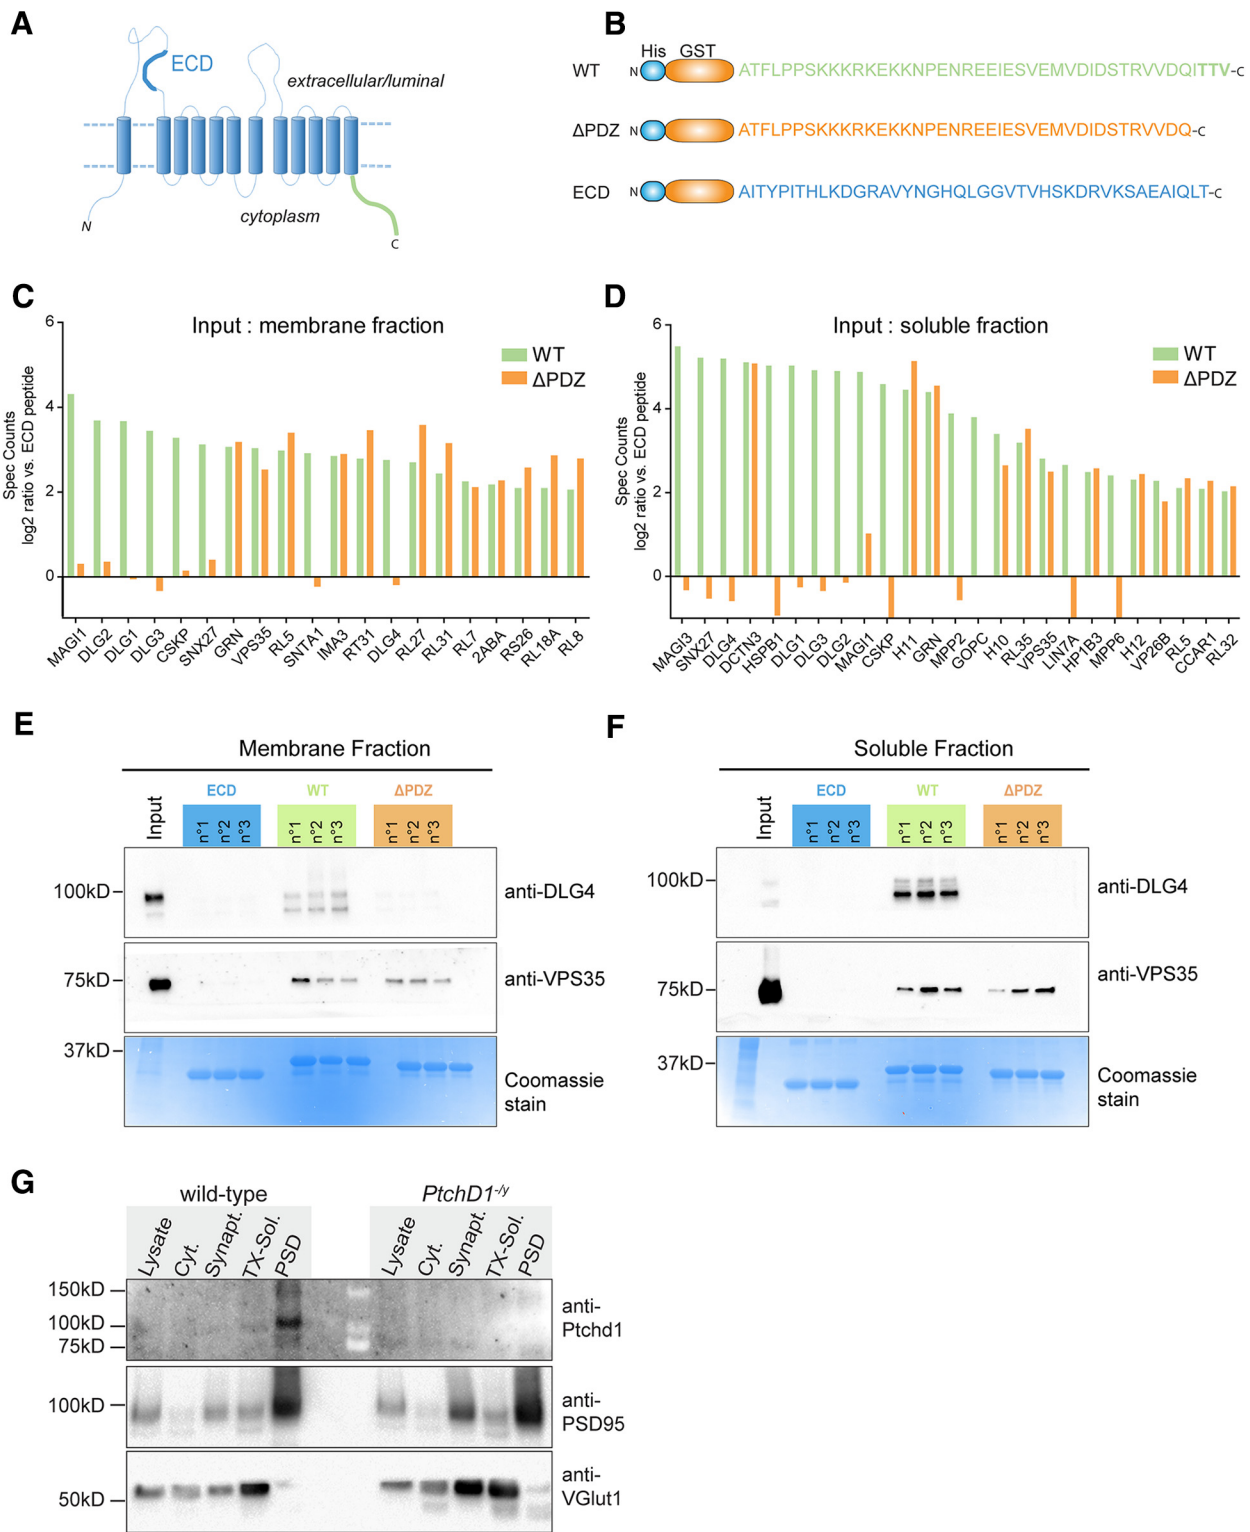 A
ECD
extracellular/luminal
cytoplasm
N
C
B
His GST
WT N ATFLPPSKKKRKEKKNPENREEIESVEMVDIDSTRVVDQITTV-C
ΔPDZ N ATFLPPSKKKRKEKKNPENREEIESVEMVDIDSTRVVDQ-C
ECD N AITYPITHLKDGRAVYNGHQLGGVTVHSKDRVKSAEAIQLT-C
C
Input : membrane fraction
WT
ΔPDZ
Spec Counts
log2 ratio vs. ECD peptide
6
4
2
0
MAGI1 DLG2 DLG1 DLG3 CSKP SNX27 GRN VPS35 RL5 SNTA1 IMA3 RT31 DLG4 RL27 RL31 RL7 2ABA RS26 RL18A RL8
D
Input : soluble fraction
WT
ΔPDZ
Spec Counts
log2 ratio vs. ECD peptide
6
4
2
0
MAGI3 SNX27 DLG4 DCTN3 HSPB1 DLG1 DLG3 DLG2 MAGI1 CSKP H11 GRN MPP2 GOPC H10 RL35 VPS35 LIN7A HP1B3 MPP6 H12 VP26B RL5 CCAR1 RL32
E
Membrane Fraction
Input
ECD WT ΔPDZ
n°1 n°2 n°3 n°1 n°2 n°3 n°1 n°2 n°3
100kD
anti-DLG4
75kD
anti-VPS35
37kD
Coomassie
stain
F
Soluble Fraction
Input
ECD WT ΔPDZ
n°1 n°2 n°3 n°1 n°2 n°3 n°1 n°2 n°3
100kD
anti-DLG4
75kD
anti-VPS35
37kD
Coomassie
stain
G
wild-type PtchD1-/y
Lysate Cyt. Synapt. TX-Sol. PSD Lysate Cyt. Synapt. TX-Sol. PSD
150kD
100kD
75kD
anti-
Ptchd1
100kD
anti-
PSD95
50kD
anti-
VGlut1